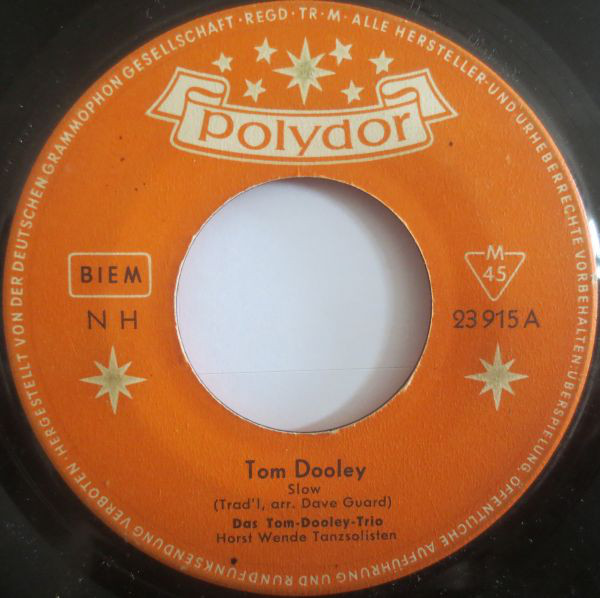 HERGESTELLT VON DER DEUTSCHEN GRAMMOPHON GESELLSCHAFT · REGD · TR · M · ALLE HERSTELLER- UND URHEBERRECHTE VORBEHALTEN · ÜBERSPIELUNG, ÖFFENTLICHE AUFFÜHRUNG UND RUNDFUNKSENDUNG VERBOTEN ·
Polydor
BIEM
N H
M
45
23 915 A
Tom Dooley
Slow
(Trad'l, arr. Dave Guard)
Das Tom-Dooley-Trio
Horst Wende Tanzsolisten